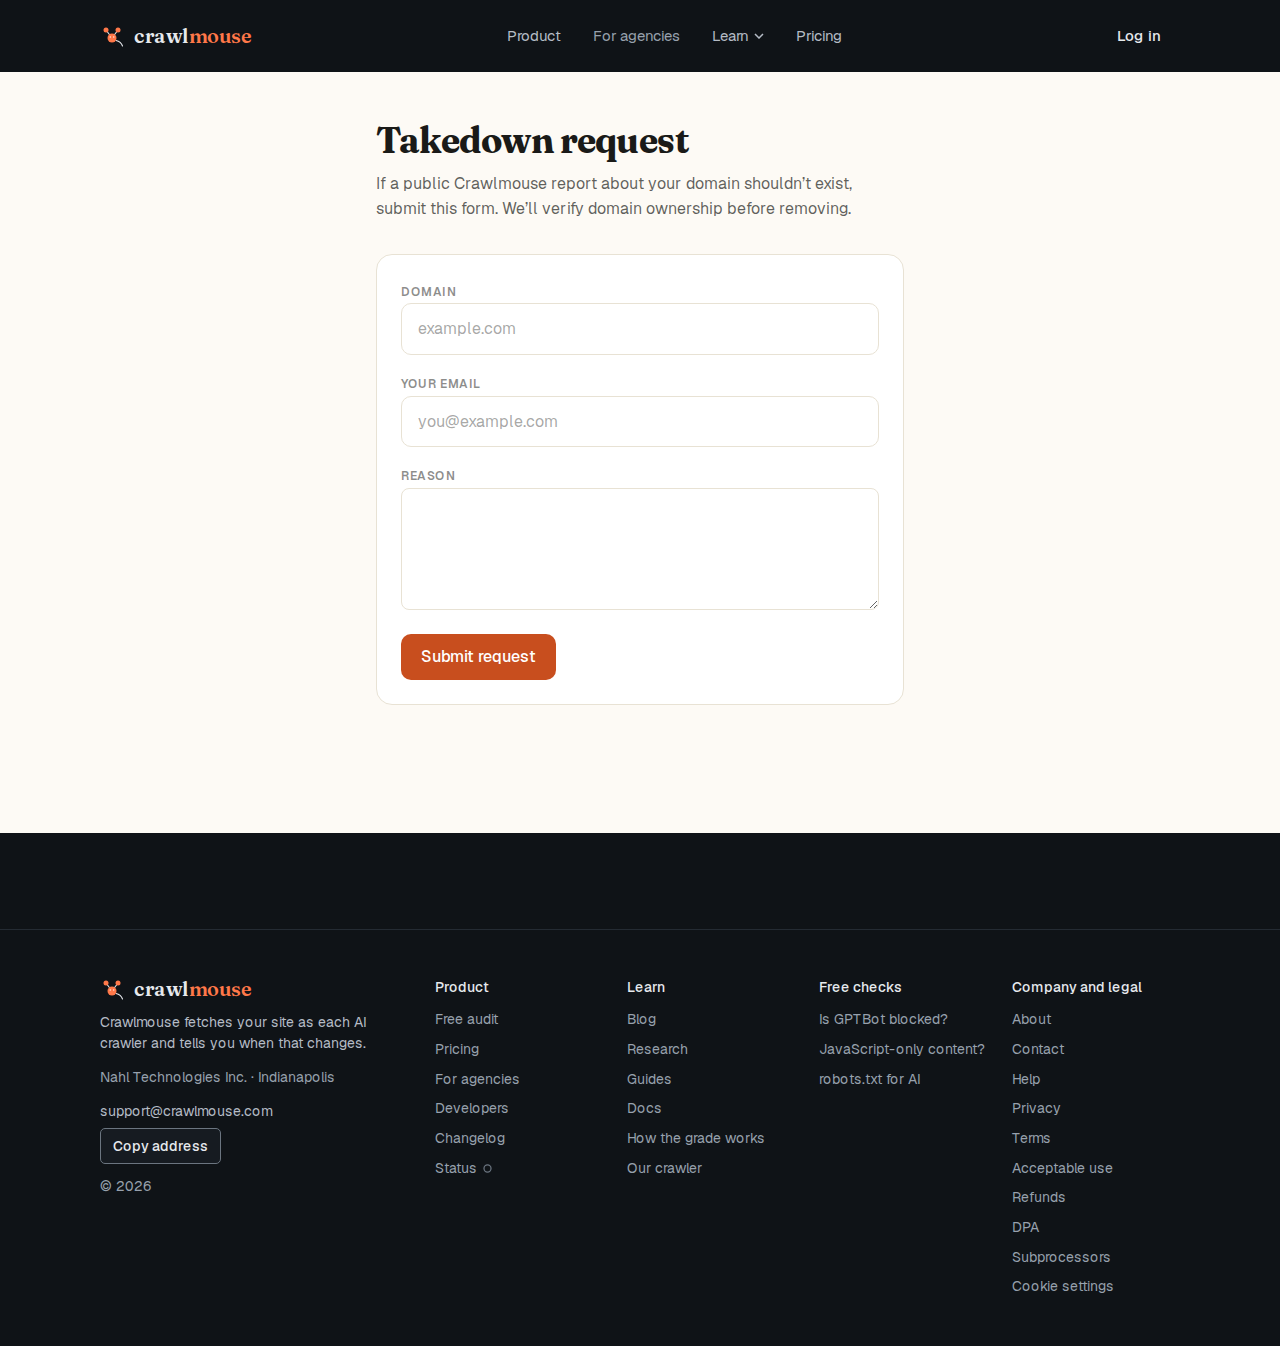 crawlmouse
Product
For agencies
Learn
Pricing
Log in
Takedown request
If a public Crawlmouse report about your domain shouldn’t exist,
submit this form. We’ll verify domain ownership before removing.
DOMAIN
example.com
YOUR EMAIL
you@example.com
REASON
Submit request
crawlmouse
Crawlmouse fetches your site as each AI
crawler and tells you when that changes.
Nahl Technologies Inc. · Indianapolis
support@crawlmouse.com
Copy address
© 2026
Product
Free audit
Pricing
For agencies
Developers
Changelog
Status
Learn
Blog
Research
Guides
Docs
How the grade works
Our crawler
Free checks
Is GPTBot blocked?
JavaScript-only content?
robots.txt for AI
Company and legal
About
Contact
Help
Privacy
Terms
Acceptable use
Refunds
DPA
Subprocessors
Cookie settings